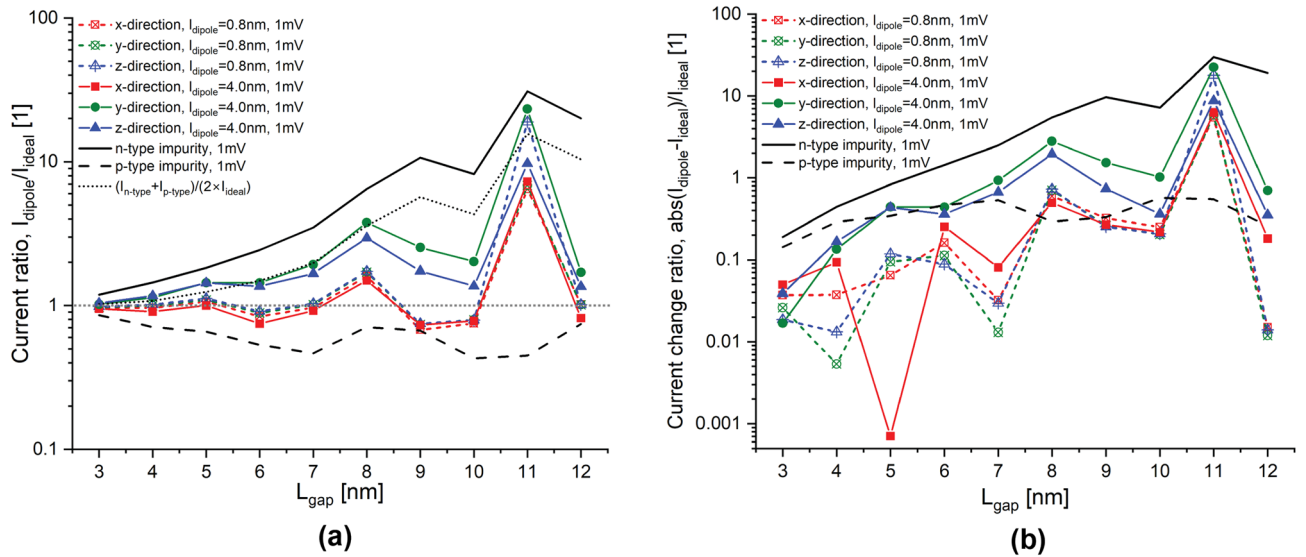 100
10
1
0.1
Current ratio, I_dipole/I_ideal [1]
x-direction, l_dipole=0.8nm, 1mV
y-direction, l_dipole=0.8nm, 1mV
z-direction, l_dipole=0.8nm, 1mV
x-direction, l_dipole=4.0nm, 1mV
y-direction, l_dipole=4.0nm, 1mV
z-direction, l_dipole=4.0nm, 1mV
n-type impurity, 1mV
p-type impurity, 1mV
(I_n-type+I_p-type)/(2×I_ideal)
3 4 5 6 7 8 9 10 11 12
L_gap [nm]
(a)
100
10
1
0.1
0.01
0.001
Current change ratio, abs(I_dipole-I_ideal)/I_ideal [1]
x-direction, l_dipole=0.8nm, 1mV
y-direction, l_dipole=0.8nm, 1mV
z-direction, l_dipole=0.8nm, 1mV
x-direction, l_dipole=4.0nm, 1mV
y-direction, l_dipole=4.0nm, 1mV
z-direction, l_dipole=4.0nm, 1mV
n-type impurity, 1mV
p-type impurity, 1mV
3 4 5 6 7 8 9 10 11 12
L_gap [nm]
(b)